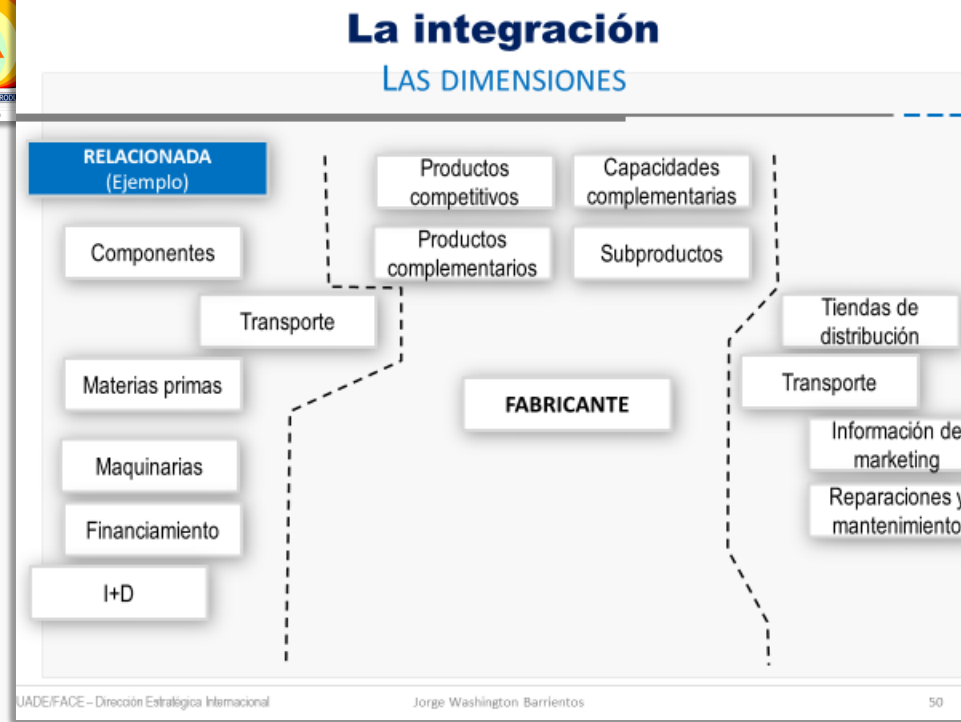 La integración
LAS DIMENSIONES
RELACIONADA
(Ejemplo)
Componentes
Transporte
Materias primas
Maquinarias
Financiamiento
I+D
Productos
competitivos
Capacidades
complementarias
Productos
complementarios
Subproductos
FABRICANTE
Tiendas de
distribución
Transporte
Información de
marketing
Reparaciones y
mantenimiento
UADE/FACE – Dirección Estratégica Internacional
Jorge Washington Barrientos
50